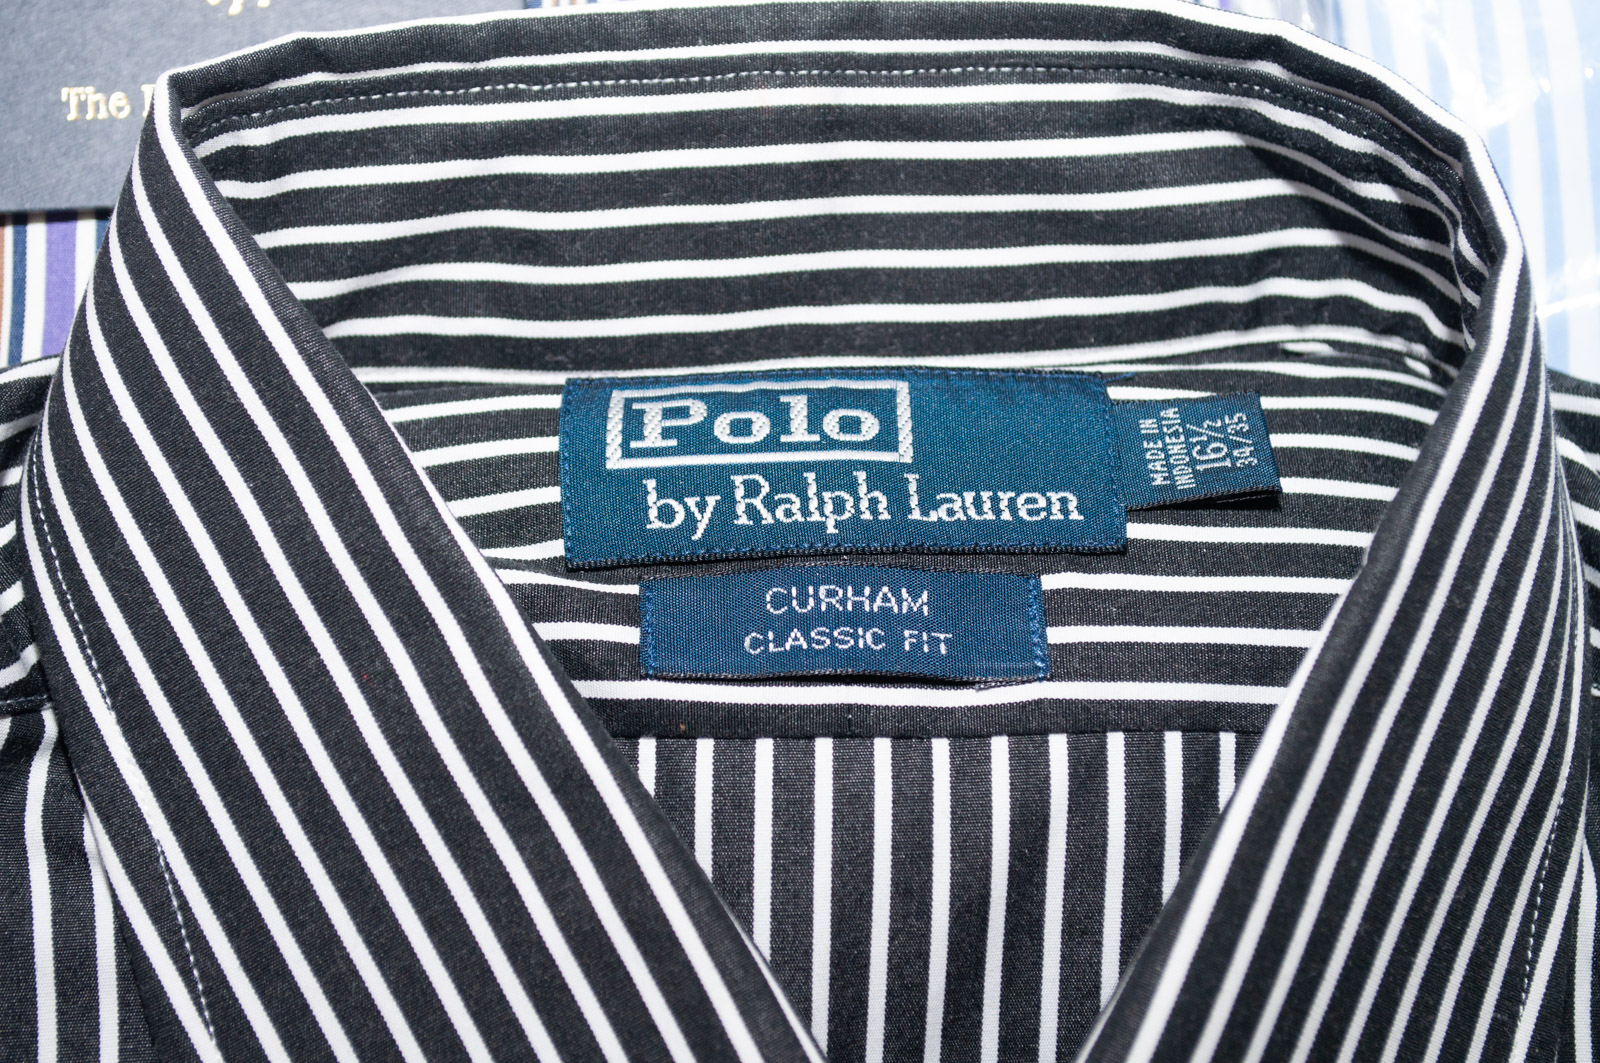 The
Polo
by Ralph Lauren
MADE IN
INDONESIA
16½
34/35
CURHAM
CLASSIC FIT